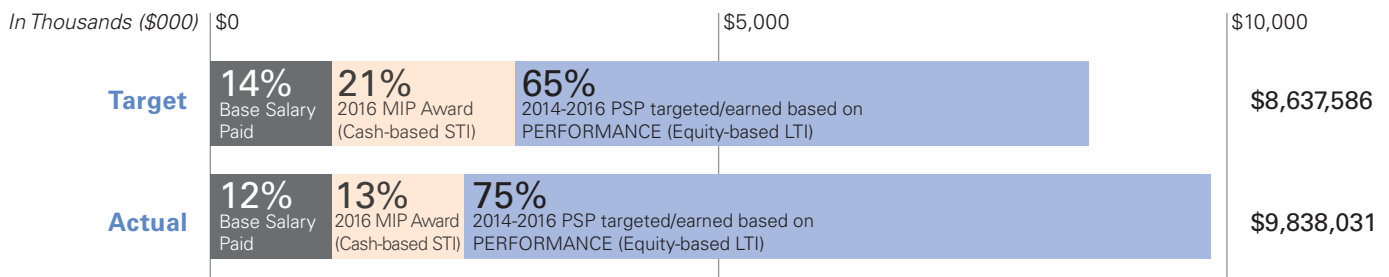 In Thousands ($000) $0 $5,000 $10,000
Target
14%
Base Salary
Paid
21%
2016 MIP Award
(Cash-based STI)
65%
2014-2016 PSP targeted/earned based on
PERFORMANCE (Equity-based LTI)
$8,637,586
Actual
12%
Base Salary
Paid
13%
2016 MIP Award
(Cash-based STI)
75%
2014-2016 PSP targeted/earned based on
PERFORMANCE (Equity-based LTI)
$9,838,031